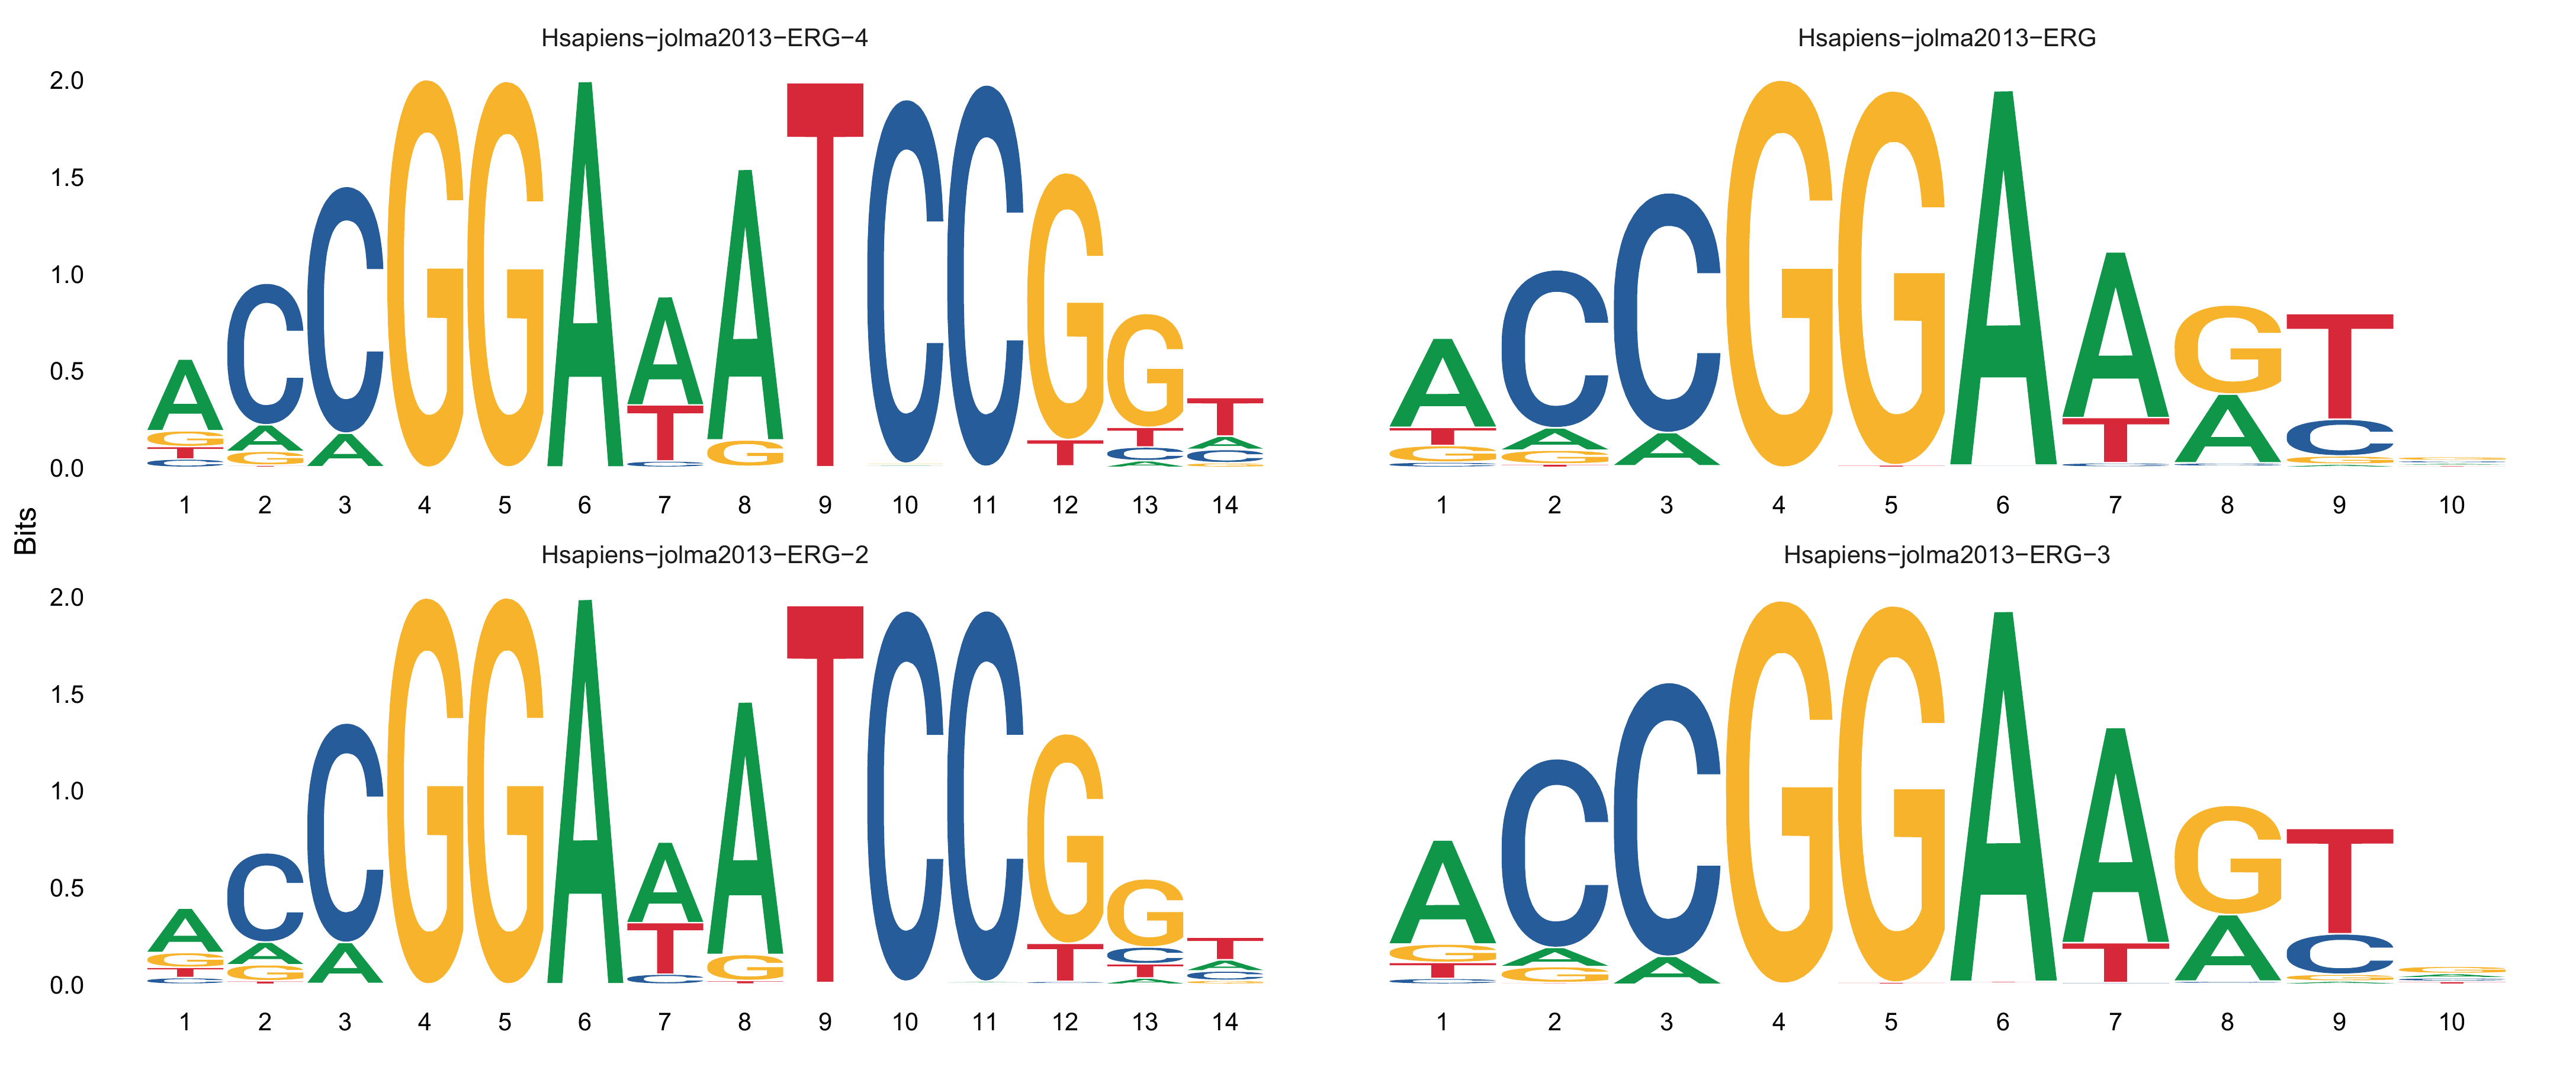 Hsapiens−jolma2013−ERG−4
Hsapiens−jolma2013−ERG
2.0
1.5
1.0
0.5
0.0
1 2 3 4 5 6 7 8 9 10 11 12 13 14
1 2 3 4 5 6 7 8 9 10
Bits
Hsapiens−jolma2013−ERG−2
Hsapiens−jolma2013−ERG−3
2.0
1.5
1.0
0.5
0.0
1 2 3 4 5 6 7 8 9 10 11 12 13 14
1 2 3 4 5 6 7 8 9 10